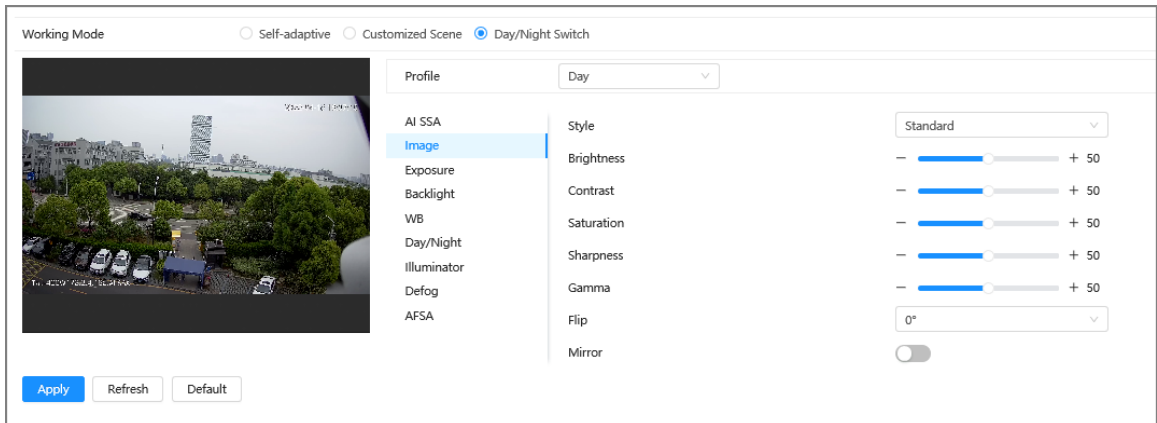 Working Mode Self-adaptive Customized Scene Day/Night Switch
Profile Day
AI SSA
Image
Exposure
Backlight
WB
Day/Night
Illuminator
Defog
AFSA
Style Standard
Brightness − + 50
Contrast − + 50
Saturation − + 50
Sharpness − + 50
Gamma − + 50
Flip 0°
Mirror
Apply Refresh Default